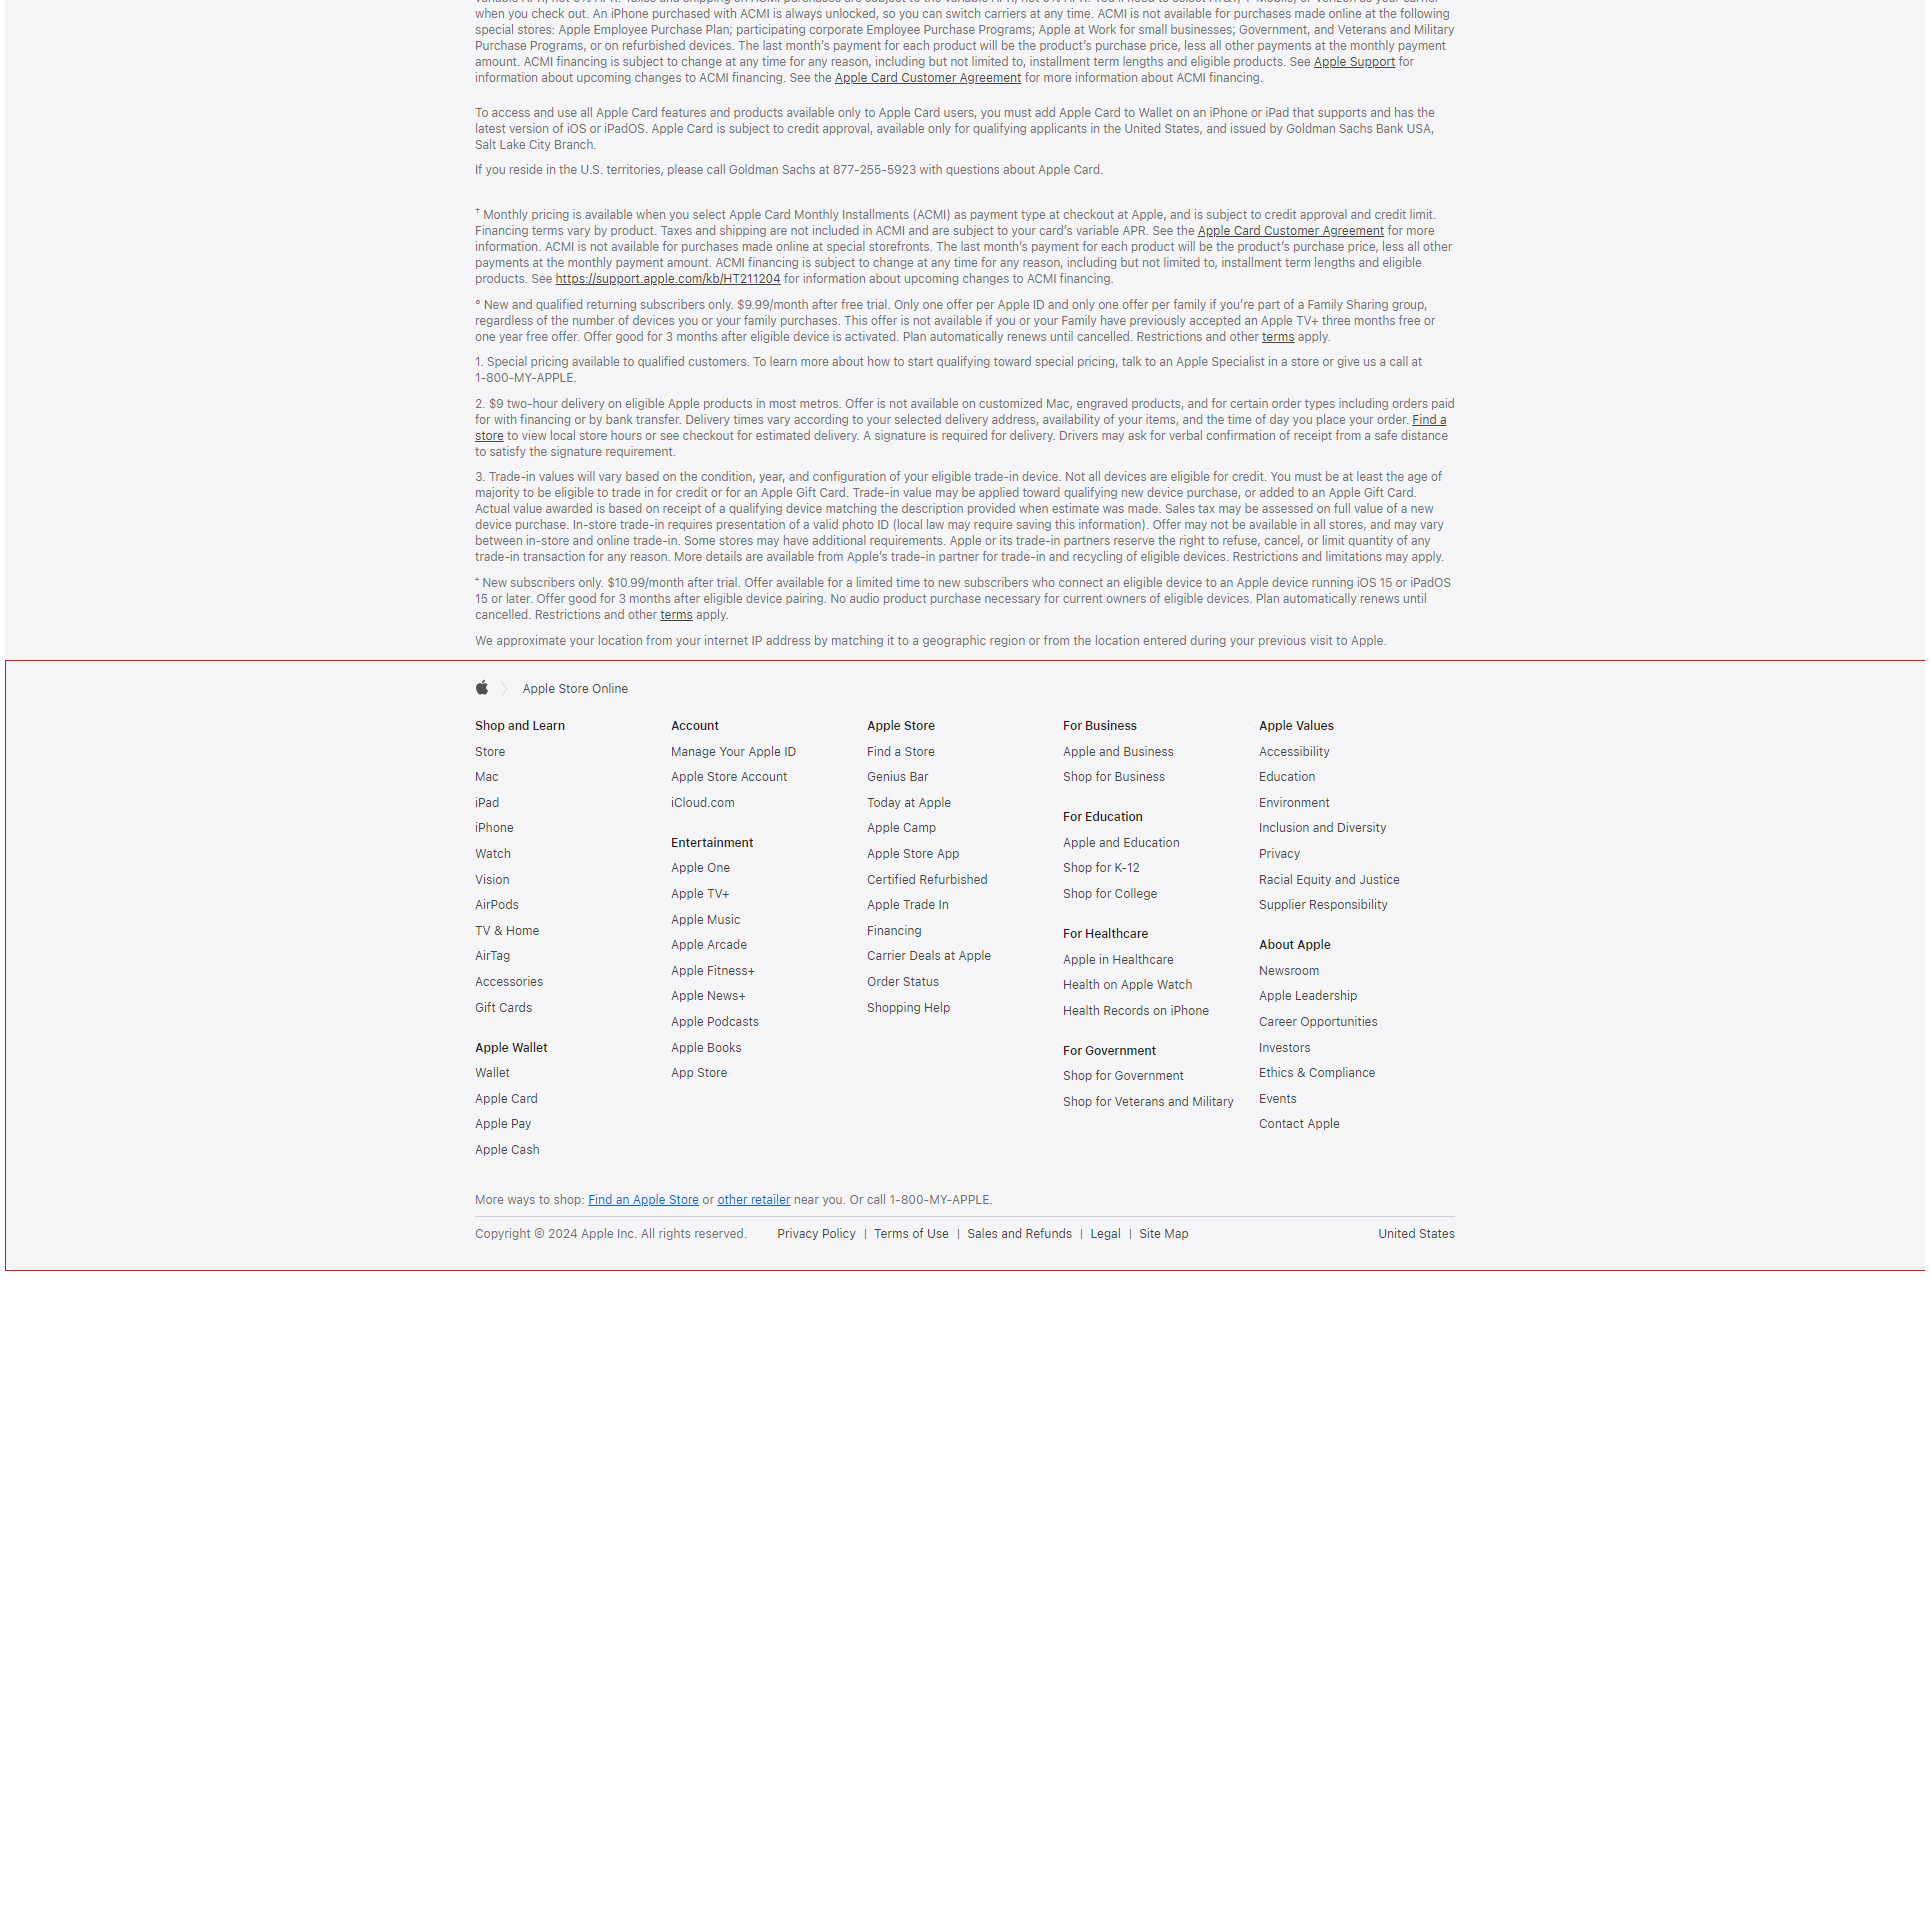 when you check out. An iPhone purchased with ACMI is always unlocked, so you can switch carriers at any time. ACMI is not available for purchases made online at the following
special stores: Apple Employee Purchase Plan; participating corporate Employee Purchase Programs; Apple at Work for small businesses; Government, and Veterans and Military
Purchase Programs, or on refurbished devices. The last month’s payment for each product will be the product’s purchase price, less all other payments at the monthly payment
amount. ACMI financing is subject to change at any time for any reason, including but not limited to, installment term lengths and eligible products. See Apple Support for
information about upcoming changes to ACMI financing. See the Apple Card Customer Agreement for more information about ACMI financing.
To access and use all Apple Card features and products available only to Apple Card users, you must add Apple Card to Wallet on an iPhone or iPad that supports and has the
latest version of iOS or iPadOS. Apple Card is subject to credit approval, available only for qualifying applicants in the United States, and issued by Goldman Sachs Bank USA,
Salt Lake City Branch.
If you reside in the U.S. territories, please call Goldman Sachs at 877-255-5923 with questions about Apple Card.
† Monthly pricing is available when you select Apple Card Monthly Installments (ACMI) as payment type at checkout at Apple, and is subject to credit approval and credit limit.
Financing terms vary by product. Taxes and shipping are not included in ACMI and are subject to your card’s variable APR. See the Apple Card Customer Agreement for more
information. ACMI is not available for purchases made online at special storefronts. The last month’s payment for each product will be the product’s purchase price, less all other
payments at the monthly payment amount. ACMI financing is subject to change at any time for any reason, including but not limited to, installment term lengths and eligible
products. See https://support.apple.com/kb/HT211204 for information about upcoming changes to ACMI financing.
° New and qualified returning subscribers only. $9.99/month after free trial. Only one offer per Apple ID and only one offer per family if you’re part of a Family Sharing group,
regardless of the number of devices you or your family purchases. This offer is not available if you or your Family have previously accepted an Apple TV+ three months free or
one year free offer. Offer good for 3 months after eligible device is activated. Plan automatically renews until cancelled. Restrictions and other terms apply.
1. Special pricing available to qualified customers. To learn more about how to start qualifying toward special pricing, talk to an Apple Specialist in a store or give us a call at
1-800-MY-APPLE.
2. $9 two-hour delivery on eligible Apple products in most metros. Offer is not available on customized Mac, engraved products, and for certain order types including orders paid
for with financing or by bank transfer. Delivery times vary according to your selected delivery address, availability of your items, and the time of day you place your order. Find a
store to view local store hours or see checkout for estimated delivery. A signature is required for delivery. Drivers may ask for verbal confirmation of receipt from a safe distance
to satisfy the signature requirement.
3. Trade-in values will vary based on the condition, year, and configuration of your eligible trade-in device. Not all devices are eligible for credit. You must be at least the age of
majority to be eligible to trade in for credit or for an Apple Gift Card. Trade-in value may be applied toward qualifying new device purchase, or added to an Apple Gift Card.
Actual value awarded is based on receipt of a qualifying device matching the description provided when estimate was made. Sales tax may be assessed on full value of a new
device purchase. In-store trade-in requires presentation of a valid photo ID (local law may require saving this information). Offer may not be available in all stores, and may vary
between in-store and online trade-in. Some stores may have additional requirements. Apple or its trade-in partners reserve the right to refuse, cancel, or limit quantity of any
trade-in transaction for any reason. More details are available from Apple’s trade-in partner for trade-in and recycling of eligible devices. Restrictions and limitations may apply.
New subscribers only. $10.99/month after trial. Offer available for a limited time to new subscribers who connect an eligible device to an Apple device running iOS 15 or iPadOS
15 or later. Offer good for 3 months after eligible device pairing. No audio product purchase necessary for current owners of eligible devices. Plan automatically renews until
cancelled. Restrictions and other terms apply.
We approximate your location from your internet IP address by matching it to a geographic region or from the location entered during your previous visit to Apple.
Apple Store Online
Shop and Learn
Store
Mac
iPad
iPhone
Watch
Vision
AirPods
TV & Home
AirTag
Accessories
Gift Cards
Apple Wallet
Wallet
Apple Card
Apple Pay
Apple Cash
Account
Manage Your Apple ID
Apple Store Account
iCloud.com
Entertainment
Apple One
Apple TV+
Apple Music
Apple Arcade
Apple Fitness+
Apple News+
Apple Podcasts
Apple Books
App Store
Apple Store
Find a Store
Genius Bar
Today at Apple
Apple Camp
Apple Store App
Certified Refurbished
Apple Trade In
Financing
Carrier Deals at Apple
Order Status
Shopping Help
For Business
Apple and Business
Shop for Business
For Education
Apple and Education
Shop for K-12
Shop for College
For Healthcare
Apple in Healthcare
Health on Apple Watch
Health Records on iPhone
For Government
Shop for Government
Shop for Veterans and Military
Apple Values
Accessibility
Education
Environment
Inclusion and Diversity
Privacy
Racial Equity and Justice
Supplier Responsibility
About Apple
Newsroom
Apple Leadership
Career Opportunities
Investors
Ethics & Compliance
Events
Contact Apple
More ways to shop: Find an Apple Store or other retailer near you. Or call 1-800-MY-APPLE.
Copyright © 2024 Apple Inc. All rights reserved. Privacy Policy | Terms of Use | Sales and Refunds | Legal | Site Map United States